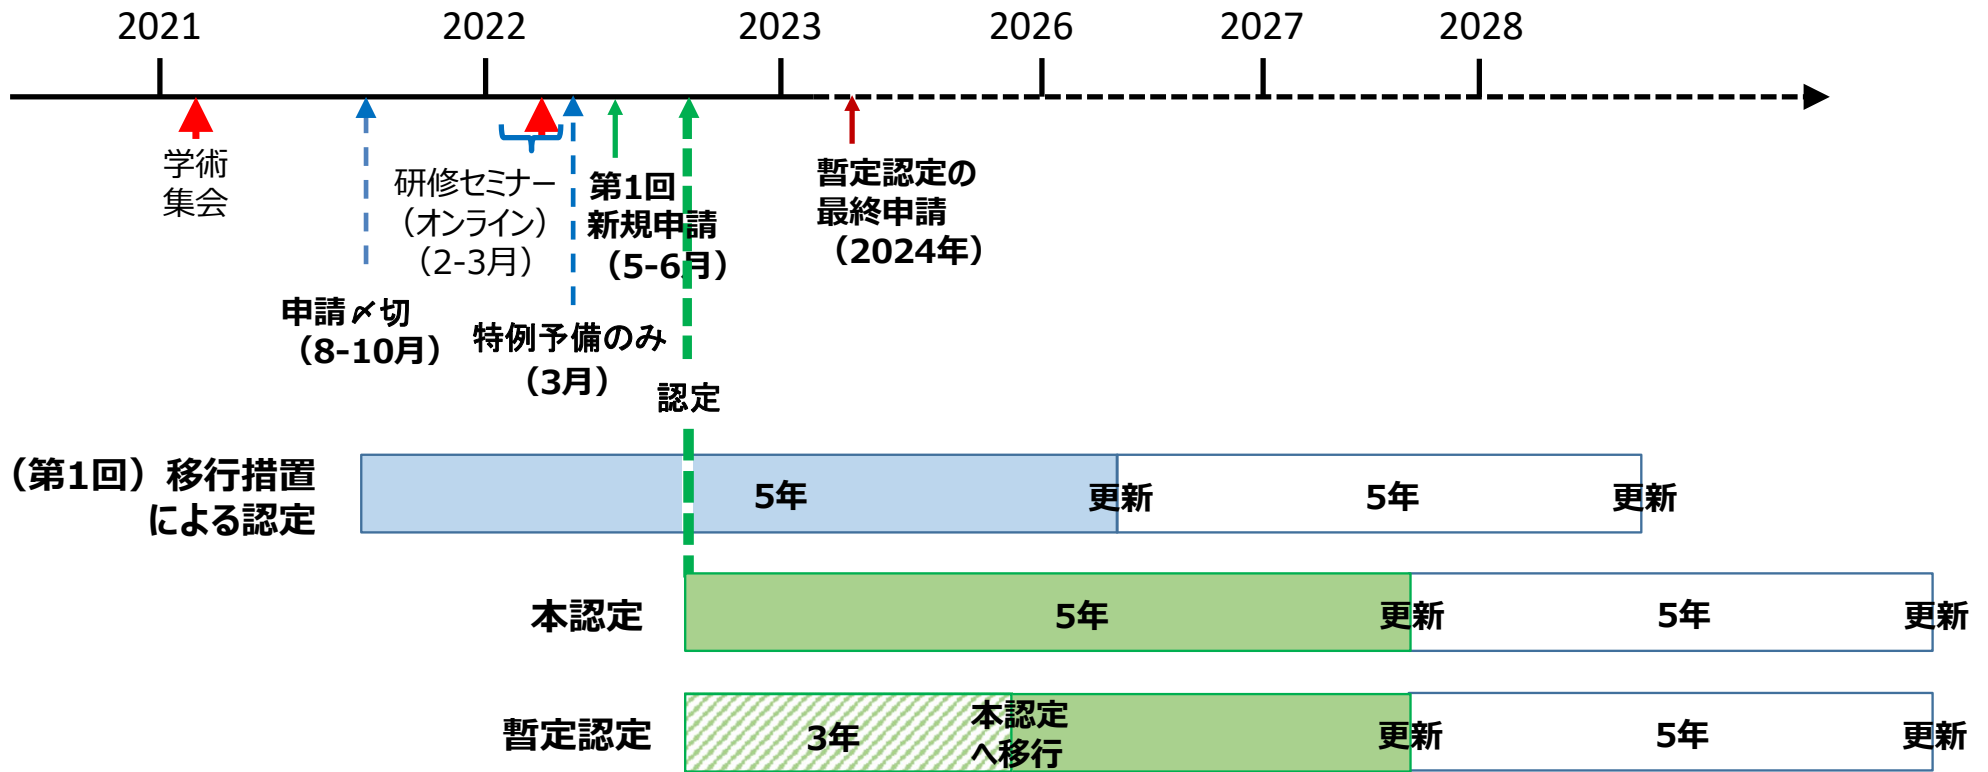 2021
2022
2023
2026
2027
2028
学術
集会
研修セミナー
（オンライン）
（2-3月）
第1回
新規申請
（5-6月）
暫定認定の
最終申請
（2024年）
申請〆切
（8-10月）
特例予備のみ
（3月）
認定
（第1回）移行措置
による認定
5年
更新
5年
更新
本認定
5年
更新
5年
更新
暫定認定
3年
本認定
へ移行
更新
5年
更新